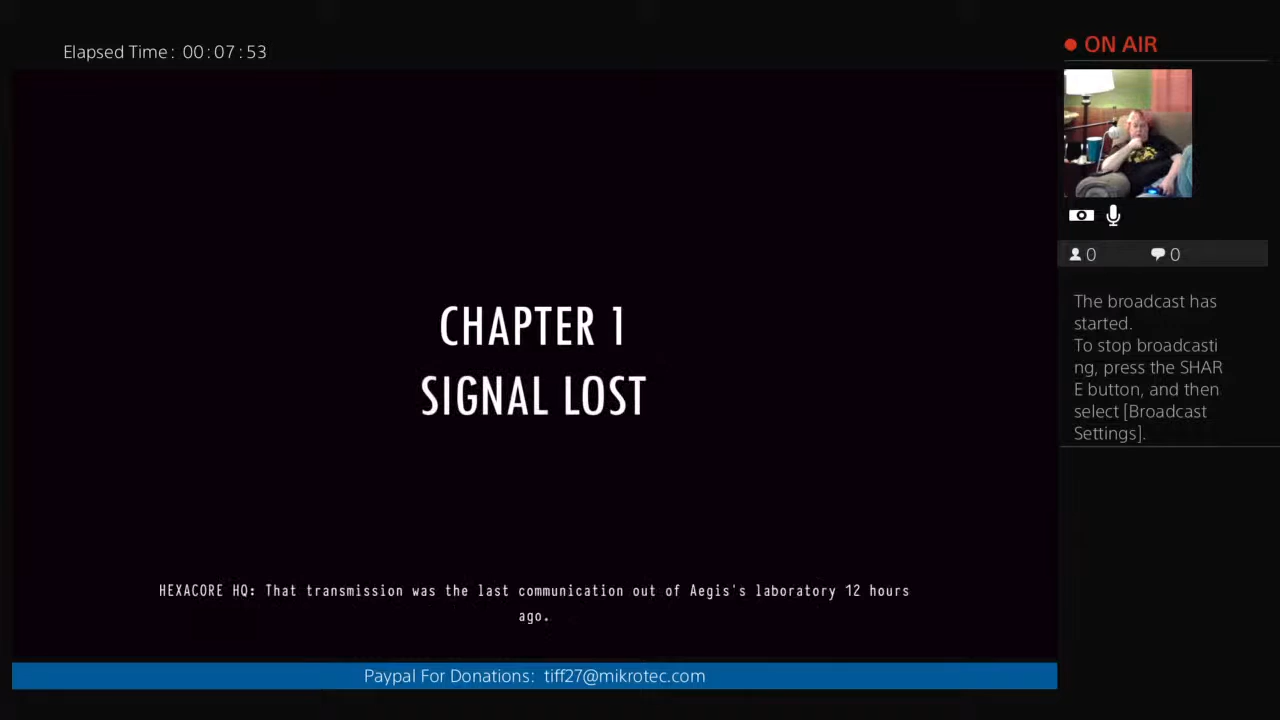 Elapsed Time: 00:07:53
ON AIR
CHAPTER 1
SIGNAL LOST
HEXACORE HQ: That transmission was the last communication out of Aegis's laboratory 12 hours
ago.
Paypal For Donations: tiff27@mikrotec.com
0 0
The broadcast has
started.
To stop broadcasti
ng, press the SHAR
E button, and then
select [Broadcast
Settings].